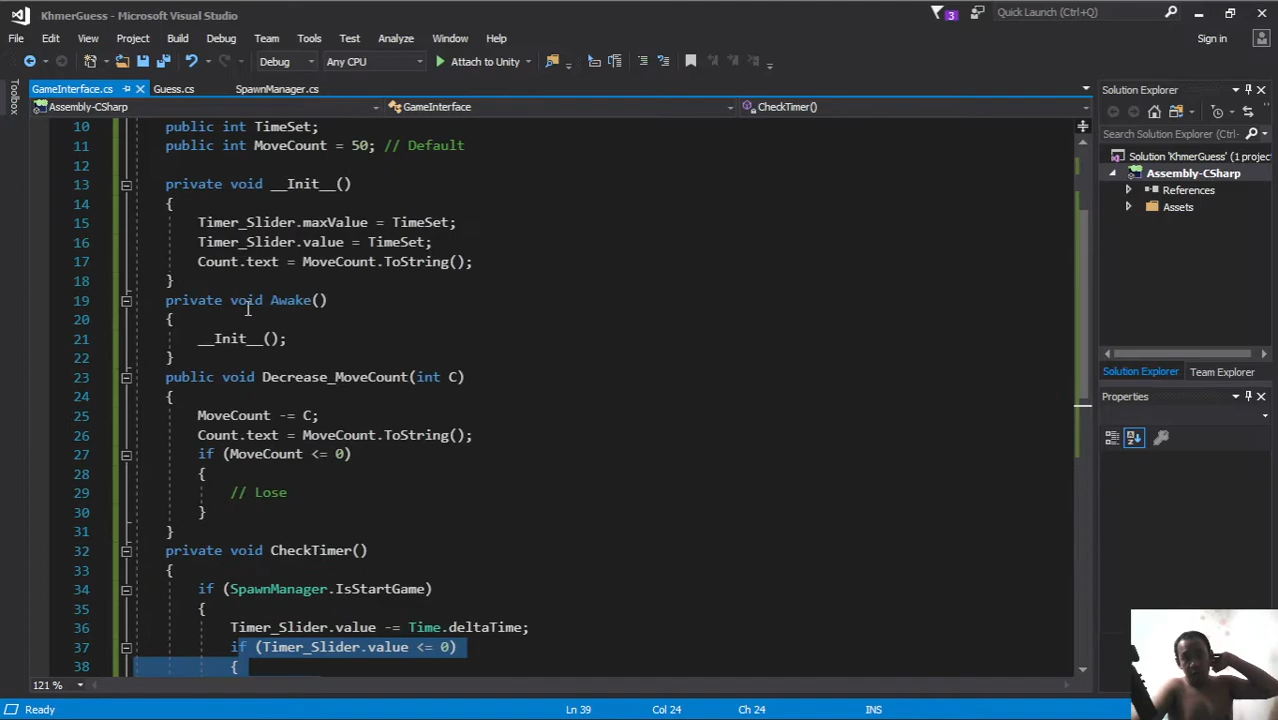 KhmerGuess - Microsoft Visual Studio
3
Quick Launch (Ctrl+Q)
File Edit View Project Build Debug Team Tools Test Analyze Window Help
Sign in
Debug Any CPU Attach to Unity
GameInterface.cs Guess.cs SpawnManager.cs
Assembly-CSharp GameInterface CheckTimer()
Toolbox
10 public int TimeSet;
11 public int MoveCount = 50; // Default
12
13 private void __Init__()
14 {
15 Timer_Slider.maxValue = TimeSet;
16 Timer_Slider.value = TimeSet;
17 Count.text = MoveCount.ToString();
18 }
19 private void Awake()
20 {
21 __Init__();
22 }
23 public void Decrease_MoveCount(int C)
24 {
25 MoveCount -= C;
26 Count.text = MoveCount.ToString();
27 if (MoveCount <= 0)
28 {
29 // Lose
30 }
31 }
32 private void CheckTimer()
33 {
34 if (SpawnManager.IsStartGame)
35 {
36 Timer_Slider.value -= Time.deltaTime;
37 if (Timer_Slider.value <= 0)
38 {
121 %
Solution Explorer
Search Solution Explorer (Ctrl-
Solution 'KhmerGuess' (1 projec
Assembly-CSharp
References
Assets
Solution Explorer Team Explorer
Properties
Ready Ln 39 Col 24 Ch 24 INS